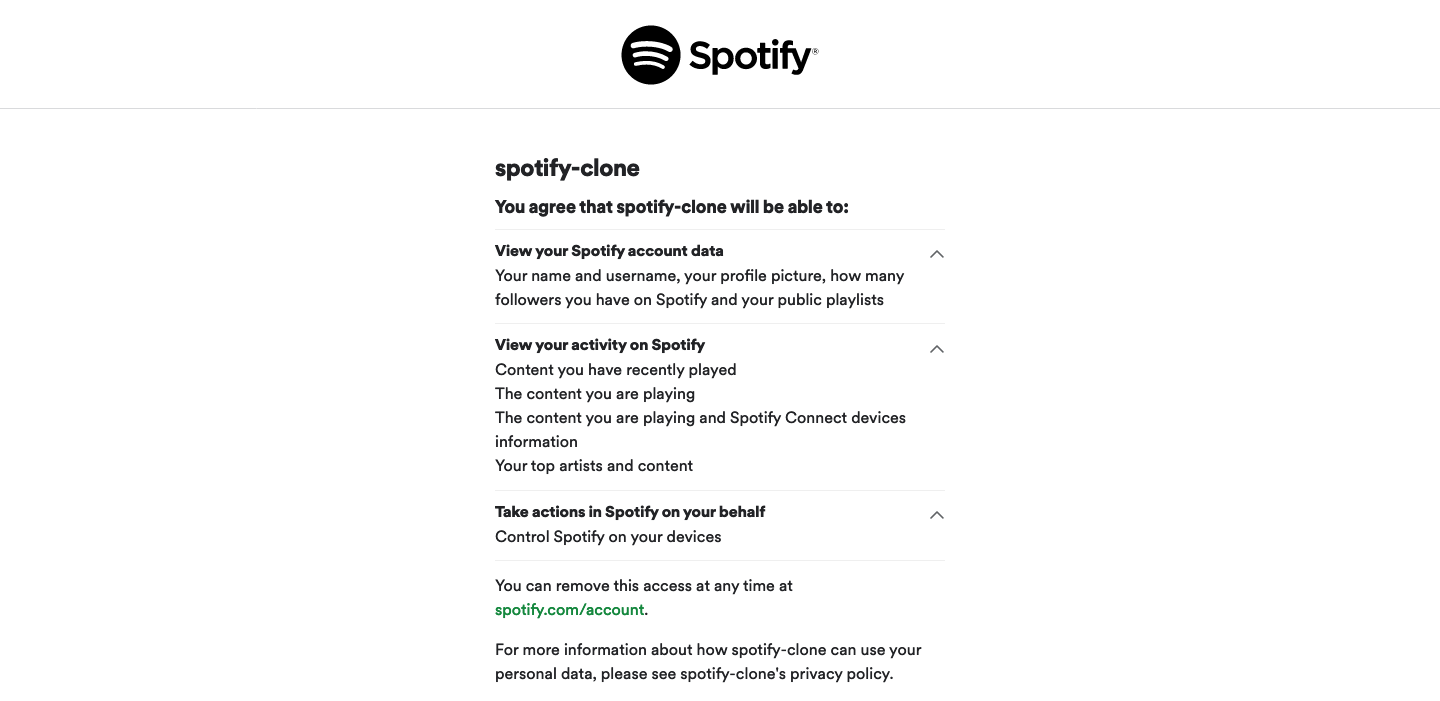 Spotify®
spotify-clone
You agree that spotify-clone will be able to:
View your Spotify account data
Your name and username, your profile picture, how many
followers you have on Spotify and your public playlists
View your activity on Spotify
Content you have recently played
The content you are playing
The content you are playing and Spotify Connect devices
information
Your top artists and content
Take actions in Spotify on your behalf
Control Spotify on your devices
You can remove this access at any time at
spotify.com/account.
For more information about how spotify-clone can use your
personal data, please see spotify-clone's privacy policy.